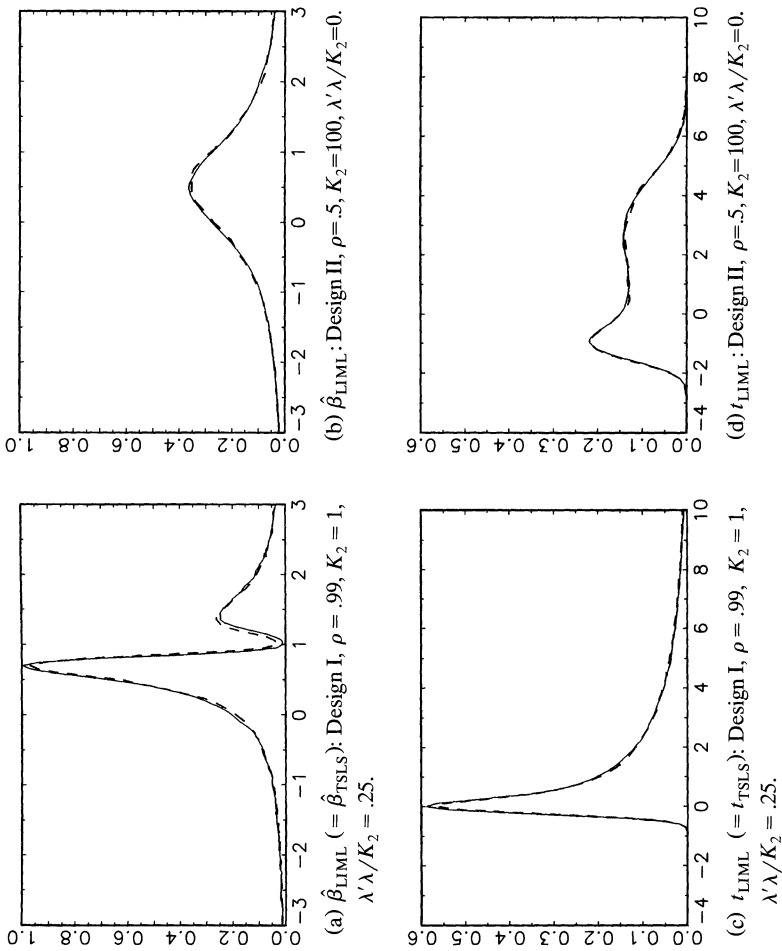 1.0
0.8
0.6
0.4
0.2
0.0
-3 -2 -1 0 1 2 3
(a) β̂_LIML (= β̂_TSLS): Design I, ρ = .99, K₂ = 1,
λ′λ/K₂ = .25.
1.0
0.8
0.6
0.4
0.2
0.0
-3 -2 -1 0 1 2 3
(b) β̂_LIML: Design II, ρ=.5, K₂=100, λ′λ/K₂=0.
0.6
0.5
0.4
0.3
0.2
0.1
0.0
-4 -2 0 2 4 6 8 10
(c) t_LIML (= t_TSLS): Design I, ρ = .99, K₂ = 1,
λ′λ/K₂ = .25.
0.6
0.5
0.4
0.3
0.2
0.1
0.0
-4 -2 0 2 4 6 8 10
(d) t_LIML: Design II, ρ=.5, K₂=100, λ′λ/K₂=0.